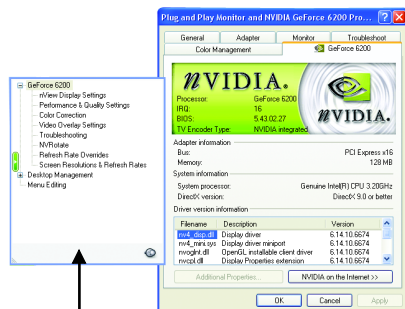 Plug and Play Monitor and NVIDIA GeForce 6200 Pro...
General Adapter Monitor Troubleshoot
Color Management GeForce 6200
NVIDIA.
Processor: GeForce 6200
IRQ: 16
BIOS: 5.43.02.27
TV Encoder Type: NVIDIA integrated
NVIDIA.
Adapter information
Bus: PCI Express x16
Memory: 128 MB
System information
System processor: Genuine Intel(R) CPU 3.20GHz
DirectX version: DirectX 9.0 or better
Driver version information
Filename Description Version
nv4_disp.dll Display driver 6.14.10.6674
nv4_mini.sys Display driver miniport 6.14.10.6674
nvoglnt.dll OpenGL installable client driver 6.14.10.6674
nvcpl.dll Display Properties extension 6.14.10.6674
Additional Properties... NVIDIA on the Internet >>
OK Cancel Apply
GeForce 6200
nView Display Settings
Performance & Quality Settings
Color Correction
Video Overlay Settings
Troubleshooting
NVRotate
Refresh Rate Overrides
Screen Resolutions & Refresh Rates
Desktop Management
Menu Editing